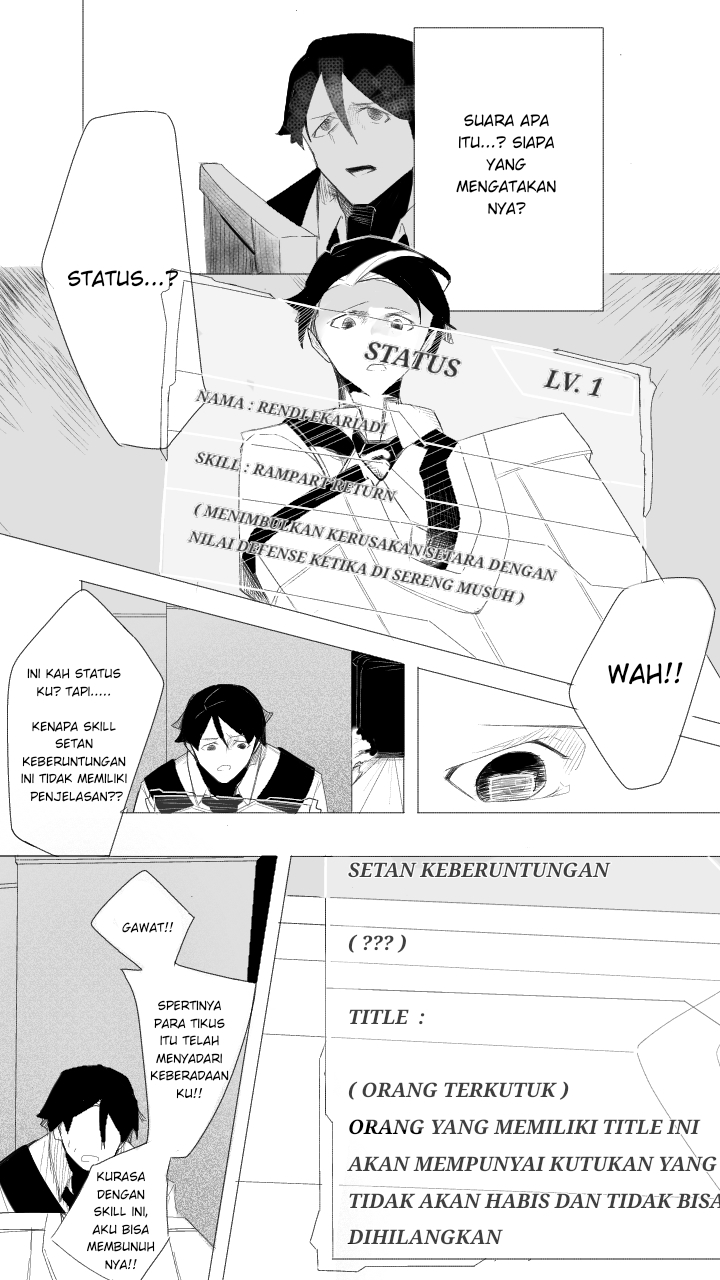 SUARA APA
ITU...? SIAPA
YANG
MENGATAKAN
NYA?
STATUS...?
STATUS
LV. 1
NAMA : RENDLEKARIADI
SKILL : RAMPART RETURN
( MENIMBULKAN KERUSAKAN SETARA DENGAN
NILAI DEFENSE KETIKA DI SERENG MUSUH )
WAH!!
INI KAH STATUS
KU? TAPI.....
KENAPA SKILL
SETAN
KEBERUNTUNGAN
INI TIDAK MEMILIKI
PENJELASAN??
SETAN KEBERUNTUNGAN
( ??? )
TITLE :
( ORANG TERKUTUK )
ORANG YANG MEMILIKI TITLE INI
AKAN MEMPUNYAI KUTUKAN YANG
TIDAK AKAN HABIS DAN TIDAK BISA
DIHILANGKAN
GAWAT!!
SPERTINYA
PARA TIKUS
ITU TELAH
MENYADARI
KEBERADAAN
KU!!
KURASA
DENGAN
SKILL INI,
AKU BISA
MEMBUNUH
NYA!!